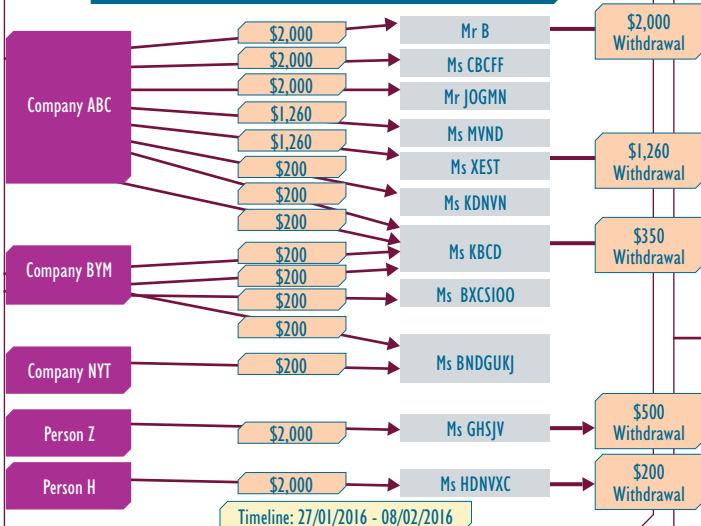 Company ABC
Company BYM
Company NYT
Person Z
Person H
$2,000
$2,000
$2,000
$1,260
$1,260
$200
$200
$200
$200
$200
$200
$200
$200
$2,000
$2,000
Mr B
Ms CBCFF
Mr JOGMN
Ms MVND
Ms XEST
Ms KDNVN
Ms KBCD
Ms BXCSIOO
Ms BNDGUKJ
Ms GHSJV
Ms HDNVXC
$2,000
Withdrawal
$1,260
Withdrawal
$350
Withdrawal
$500
Withdrawal
$200
Withdrawal
Timeline: 27/01/2016 - 08/02/2016